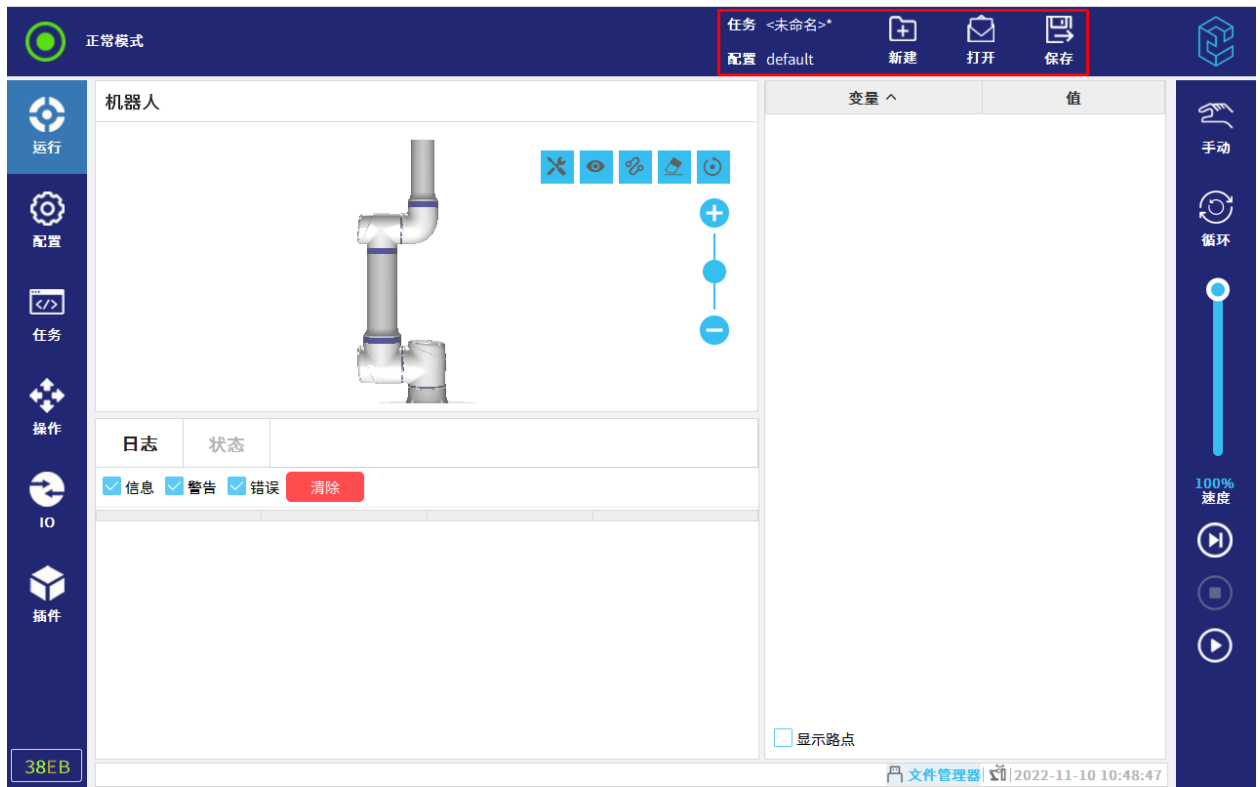 正常模式
任务 <未命名>*
配置 default
新建
打开
保存
运行
配置
任务
操作
IO
插件
38EB
机器人
日志
状态
信息
警告
错误
清除
变量
值
显示路点
文件管理器
2022-11-10 10:48:47
手动
循环
100%
速度